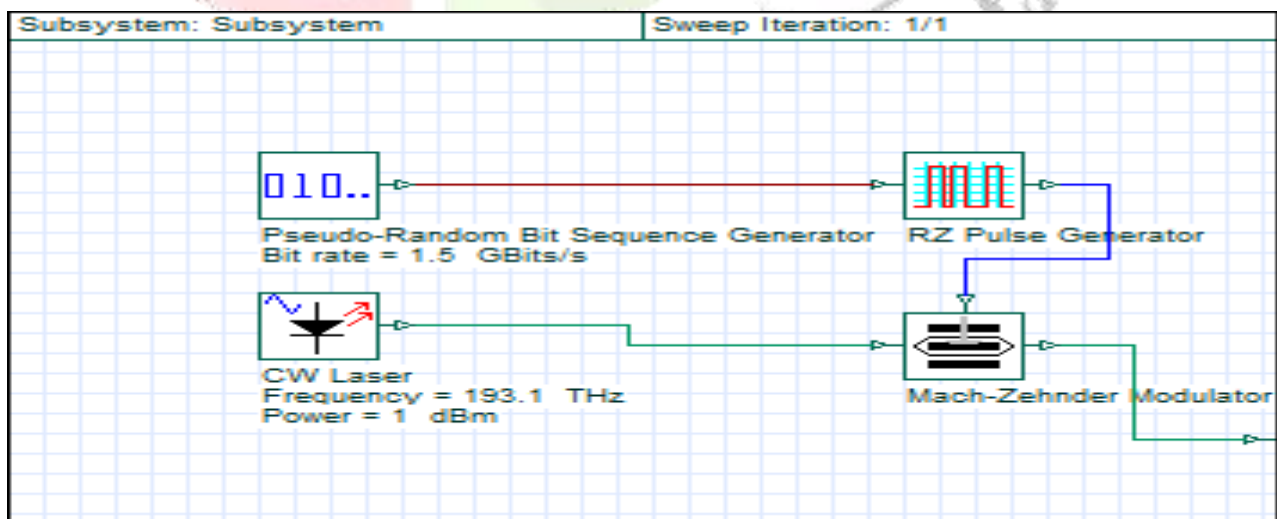 Subsystem: Subsystem
Sweep Iteration: 1/1
010..
Pseudo-Random Bit Sequence Generator
Bit rate = 1.5 GBits/s
RZ Pulse Generator
CW Laser
Frequency = 193.1 THz
Power = 1 dBm
Mach-Zehnder Modulator